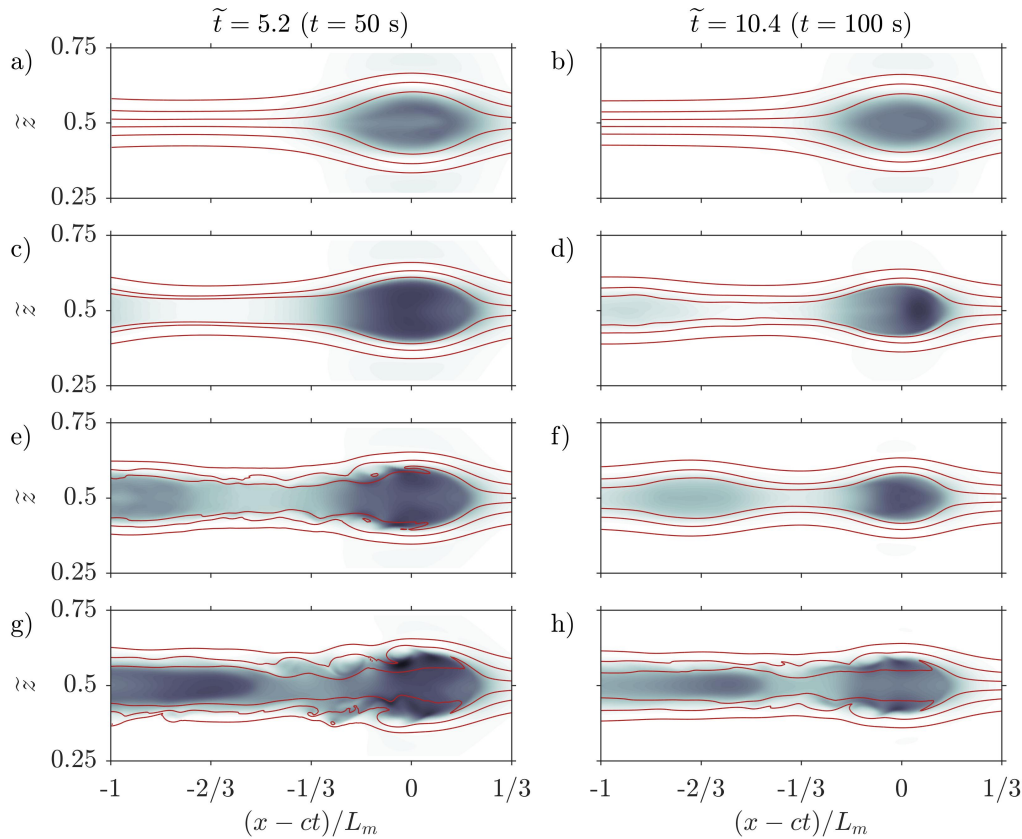 t̃ = 5.2 (t = 50 s)
t̃ = 10.4 (t = 100 s)
a)
0.75
z̃
0.5
0.25
b)
c)
0.75
z̃
0.5
0.25
d)
e)
0.75
z̃
0.5
0.25
f)
g)
0.75
z̃
0.5
0.25
h)
-1 -2/3 -1/3 0 1/3
(x − ct)/L_m
-1 -2/3 -1/3 0 1/3
(x − ct)/L_m